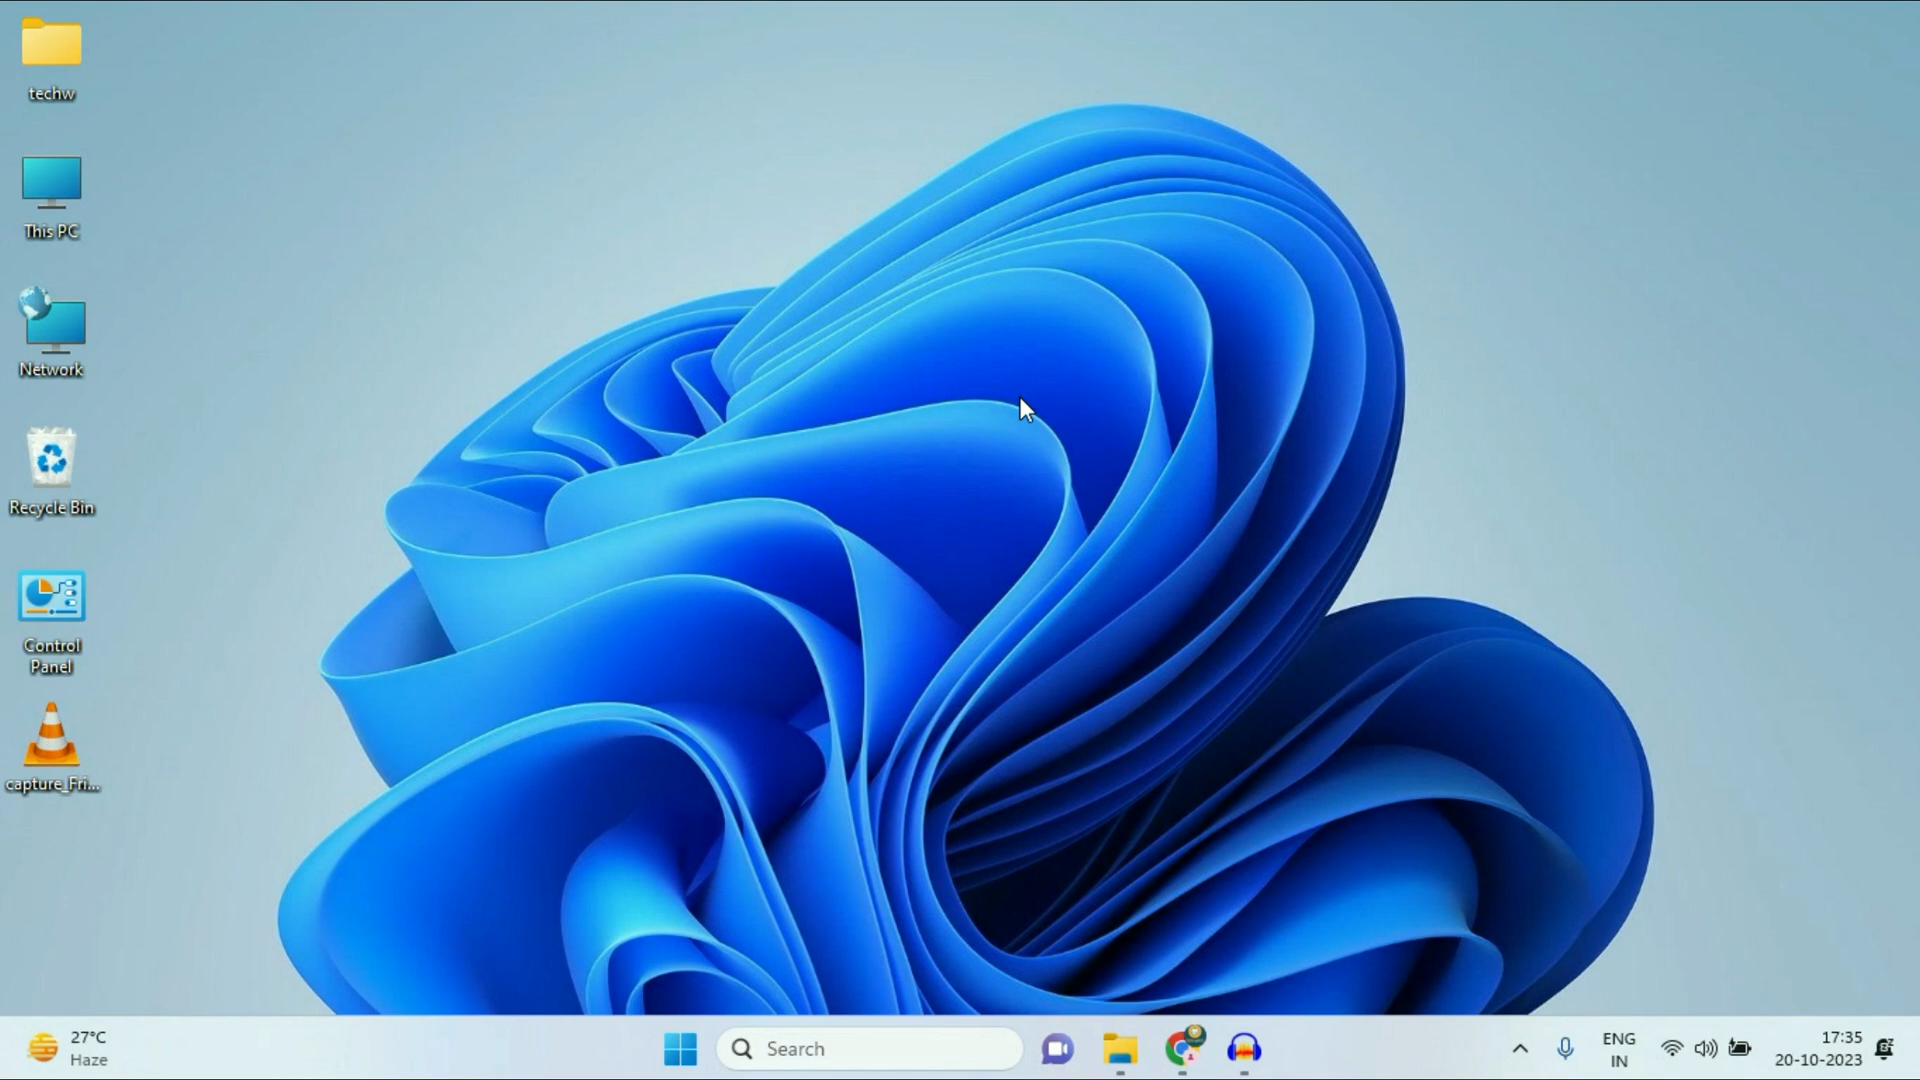 techw
This PC
Network
Recycle Bin
Control
Panel
capture_Fri...
27°C
Haze
Search
ENG
IN
17:35
20-10-2023